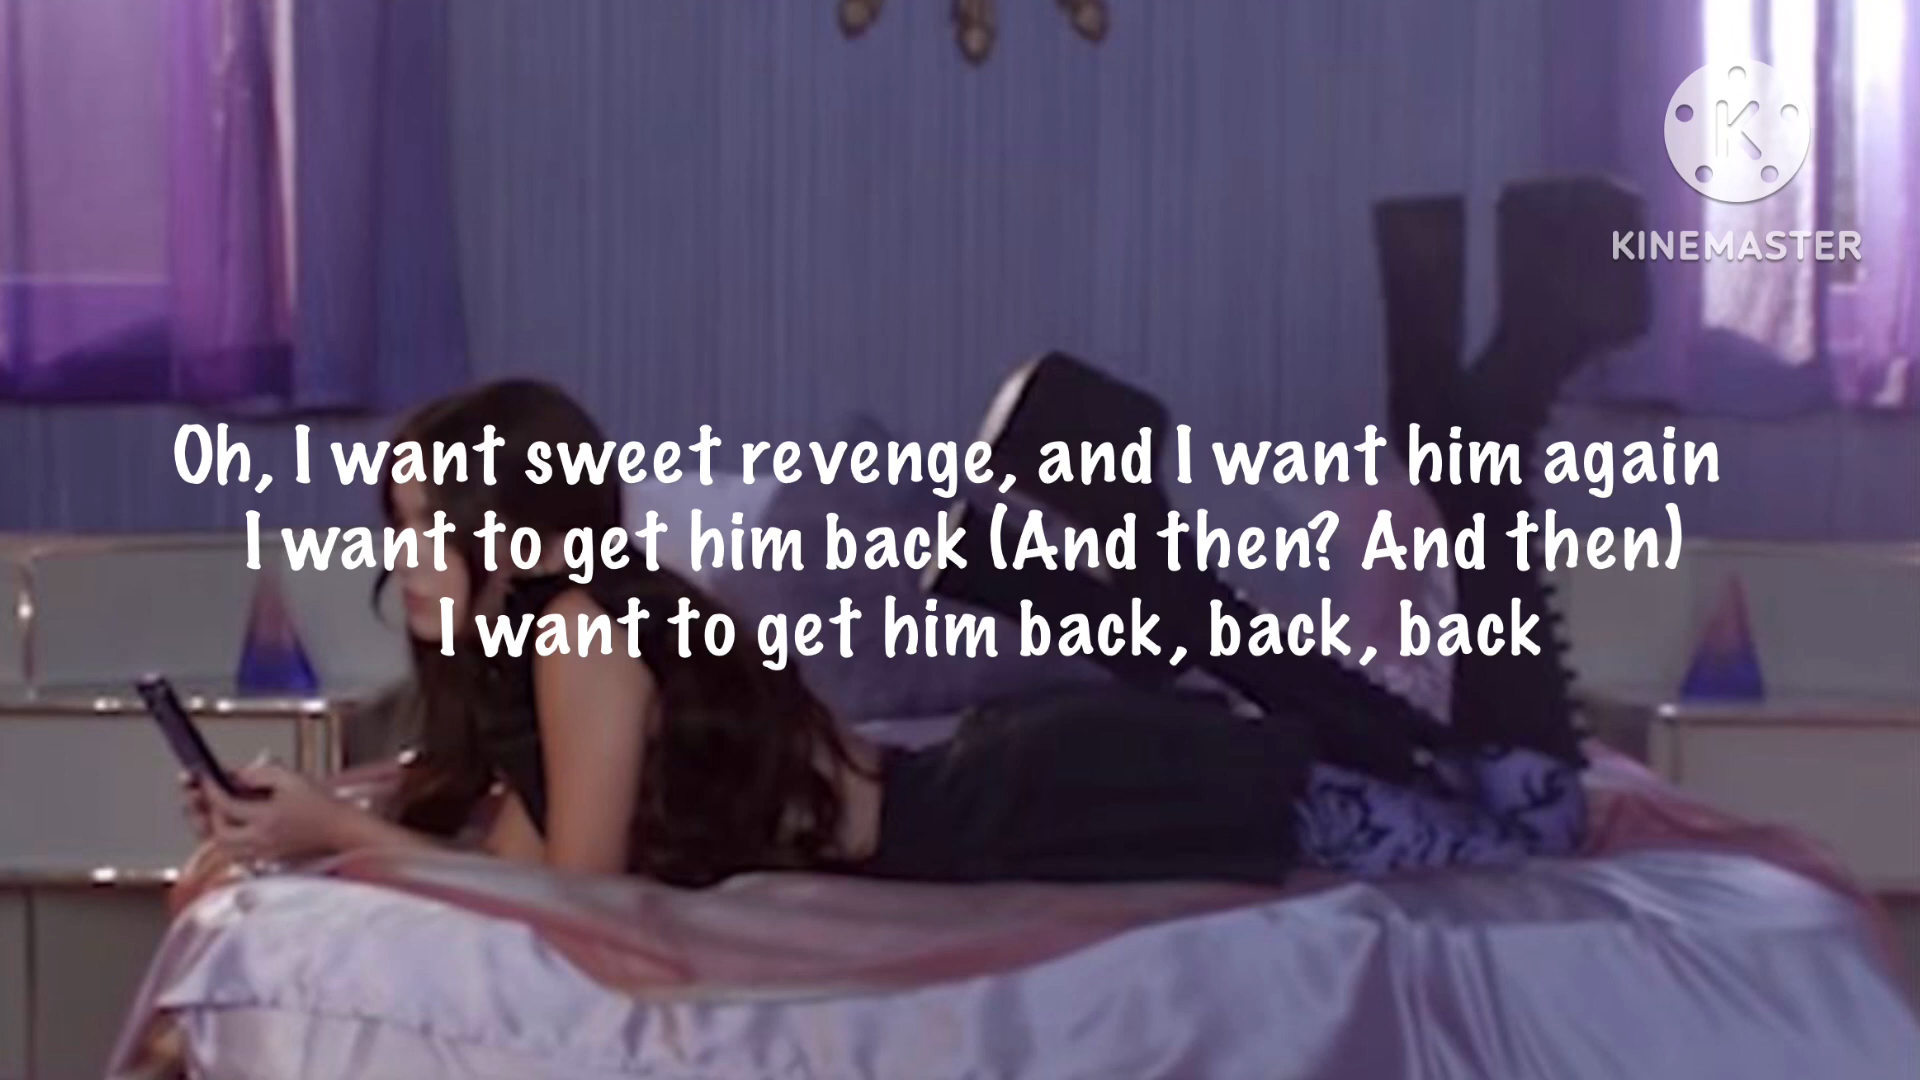 KINEMASTER
Oh, I want sweet revenge, and I want him again
I want to get him back (And then? And then)
I want to get him back, back, back